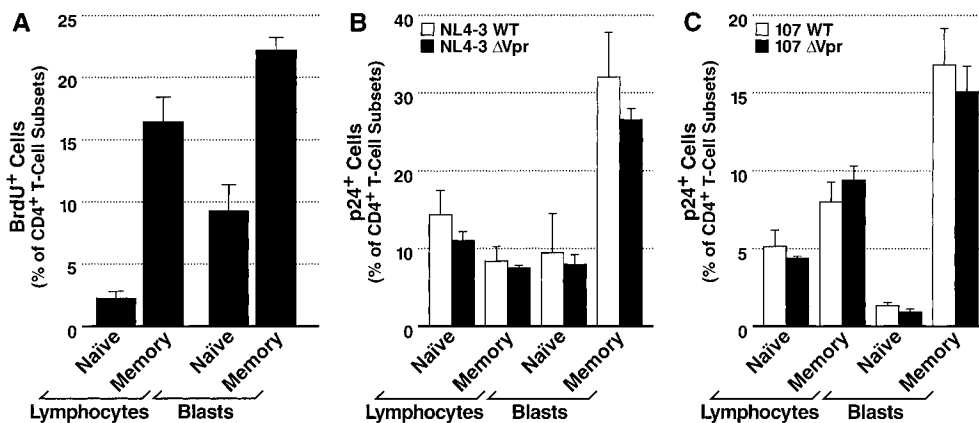 A
BrdU+ Cells
(% of CD4+ T-Cell Subsets)
25
20
15
10
5
0
Naïve
Memory
Naïve
Memory
Lymphocytes
Blasts
B
NL4-3 WT
NL4-3 ΔVpr
p24+ Cells
(% of CD4+ T-Cell Subsets)
40
30
20
10
0
Naïve
Memory
Naïve
Memory
Lymphocytes
Blasts
C
107 WT
107 ΔVpr
p24+ Cells
(% of CD4+ T-Cell Subsets)
20
15
10
5
0
Naïve
Memory
Naïve
Memory
Lymphocytes
Blasts